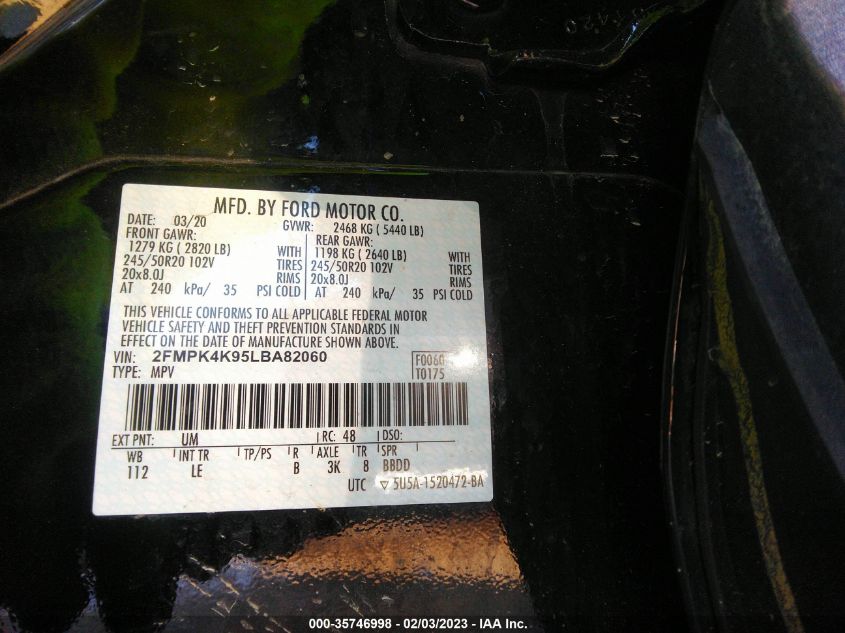 MFD. BY FORD MOTOR CO.
DATE: 03/20 GVWR: 2468 KG ( 5440 LB)
FRONT GAWR: REAR GAWR:
1279 KG ( 2820 LB) WITH 1198 KG ( 2640 LB) WITH
245/50R20 102V TIRES 245/50R20 102V TIRES
20x8.0J RIMS 20x8.0J RIMS
AT 240 kPa/ 35 PSI COLD AT 240 kPa/ 35 PSI COLD
THIS VEHICLE CONFORMS TO ALL APPLICABLE FEDERAL MOTOR
VEHICLE SAFETY AND THEFT PREVENTION STANDARDS IN
EFFECT ON THE DATE OF MANUFACTURE SHOWN ABOVE.
VIN: 2FMPK4K95LBA82060 F0060
TYPE: MPV T0175
EXT PNT: UM RC: 48 DSO:
WB INT TR TP/PS R AXLE TR SPR
112 LE B 3K 8 BBDD
UTC ▽ 5U5A-1520472-BA
000-35746998 - 02/03/2023 - IAA Inc.